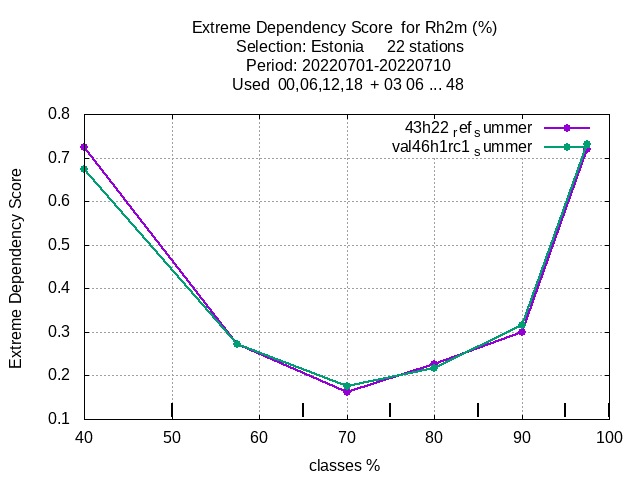 Extreme Dependency Score for Rh2m (%)
Selection: Estonia 22 stations
Period: 20220701-20220710
Used 00,06,12,18 + 03 06 ... 48
43h22 ref summer
val46h1rc1 summer
Extreme Dependency Score
0.8
0.7
0.6
0.5
0.4
0.3
0.2
0.1
40 50 60 70 80 90 100
classes %